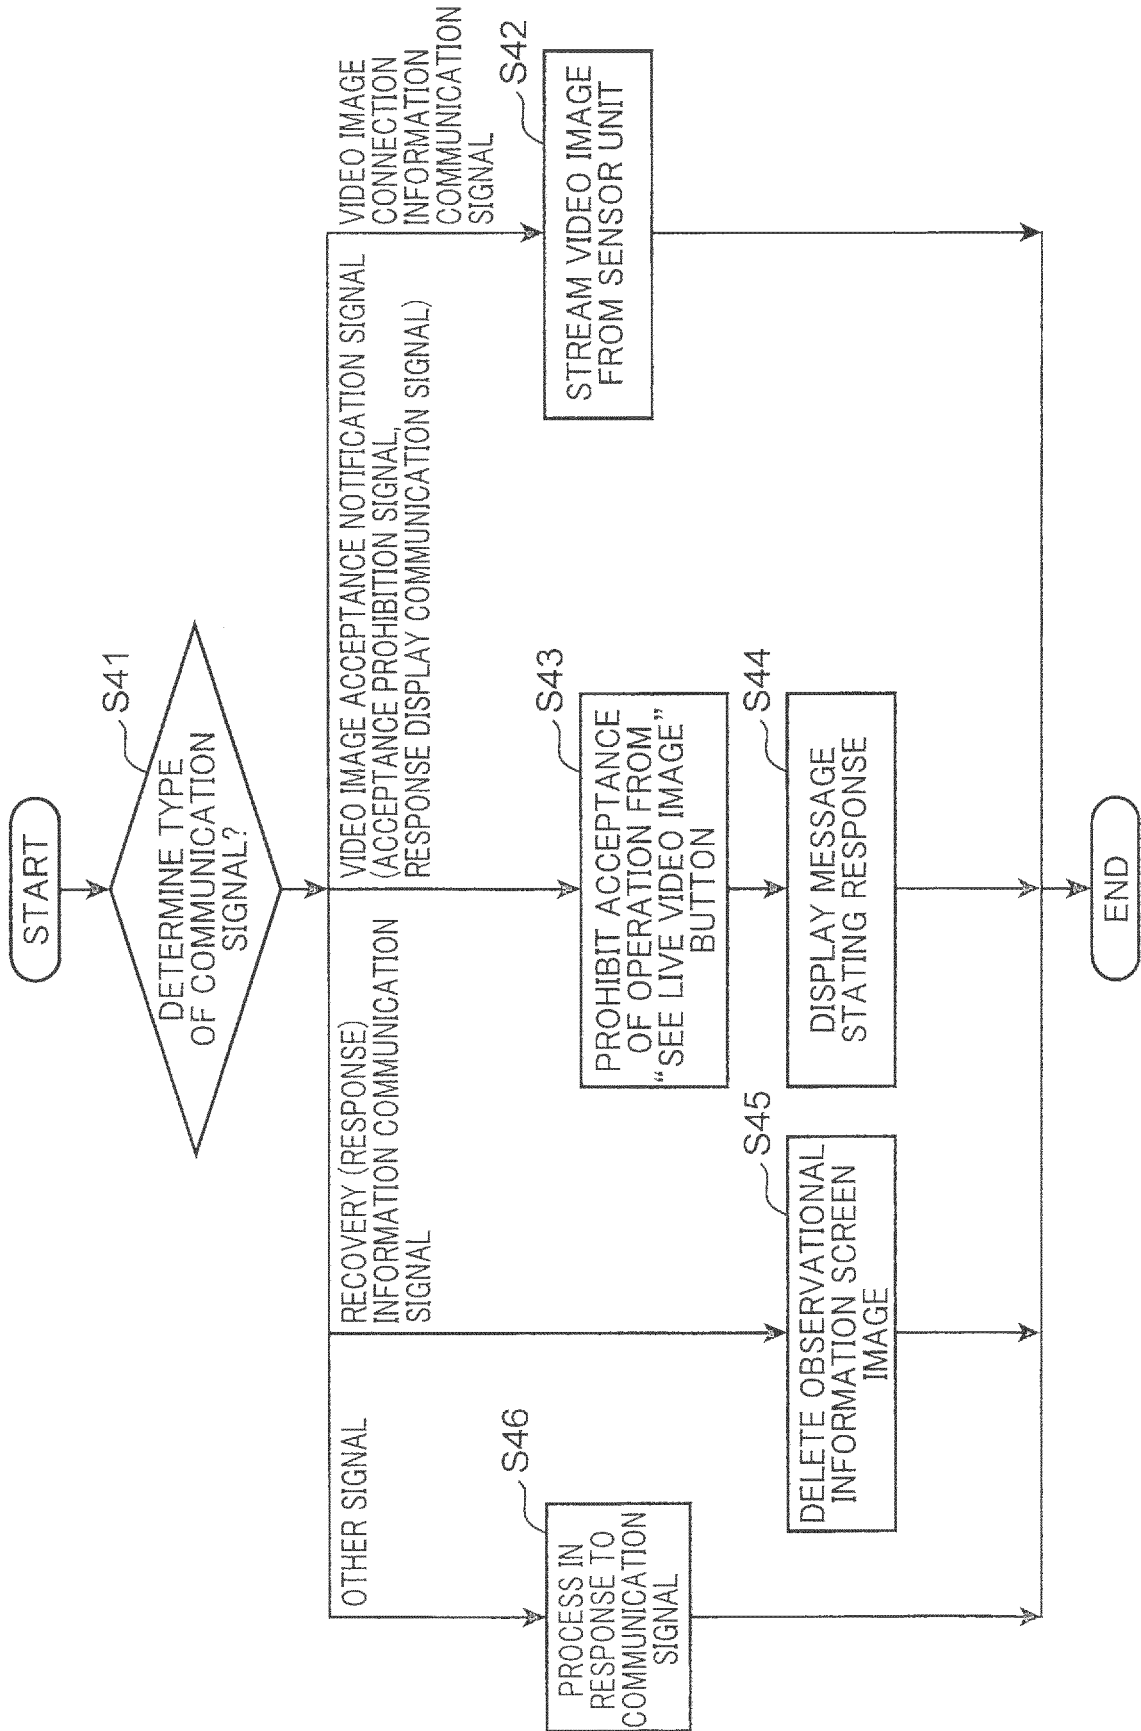 START
S41
DETERMINE TYPE
OF COMMUNICATION
SIGNAL?
OTHER SIGNAL
RECOVERY (RESPONSE)
INFORMATION COMMUNICATION
SIGNAL
VIDEO IMAGE ACCEPTANCE NOTIFICATION SIGNAL
(ACCEPTANCE PROHIBITION SIGNAL,
RESPONSE DISPLAY COMMUNICATION SIGNAL)
VIDEO IMAGE
CONNECTION
INFORMATION
COMMUNICATION
SIGNAL
S46
PROCESS IN
RESPONSE TO
COMMUNICATION
SIGNAL
S43
PROHIBIT ACCEPTANCE
OF OPERATION FROM
“SEE LIVE VIDEO IMAGE”
BUTTON
S42
STREAM VIDEO IMAGE
FROM SENSOR UNIT
S45
DELETE OBSERVATIONAL
INFORMATION SCREEN
IMAGE
S44
DISPLAY MESSAGE
STATING RESPONSE
END